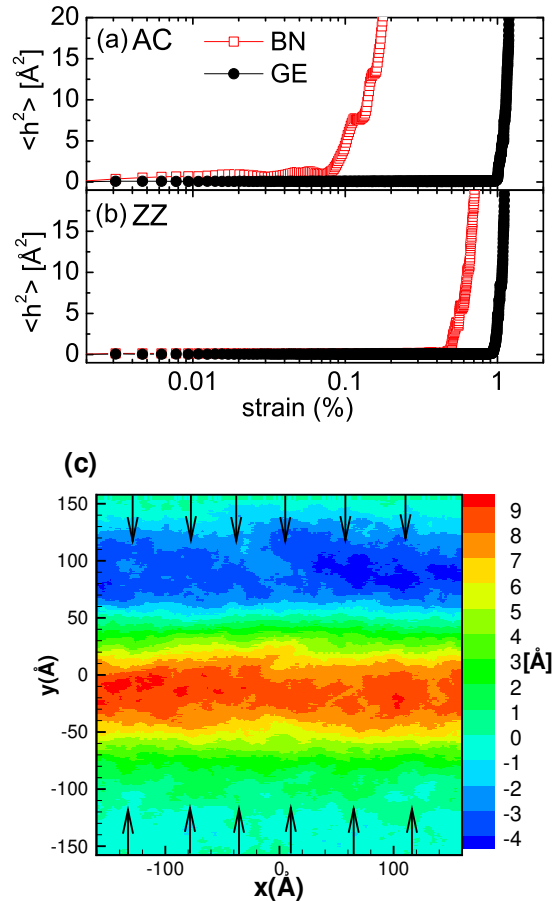 (a) AC
BN
GE
<h²> [Å²]
20
15
10
5
0
(b) ZZ
<h²> [Å²]
15
10
5
0
0.01 0.1 1
strain (%)
(c)
150
100
50
0
-50
-100
-150
y(Å)
-100 0 100
x(Å)
[Å]
9
8
7
6
5
4
3
2
1
0
-1
-2
-3
-4